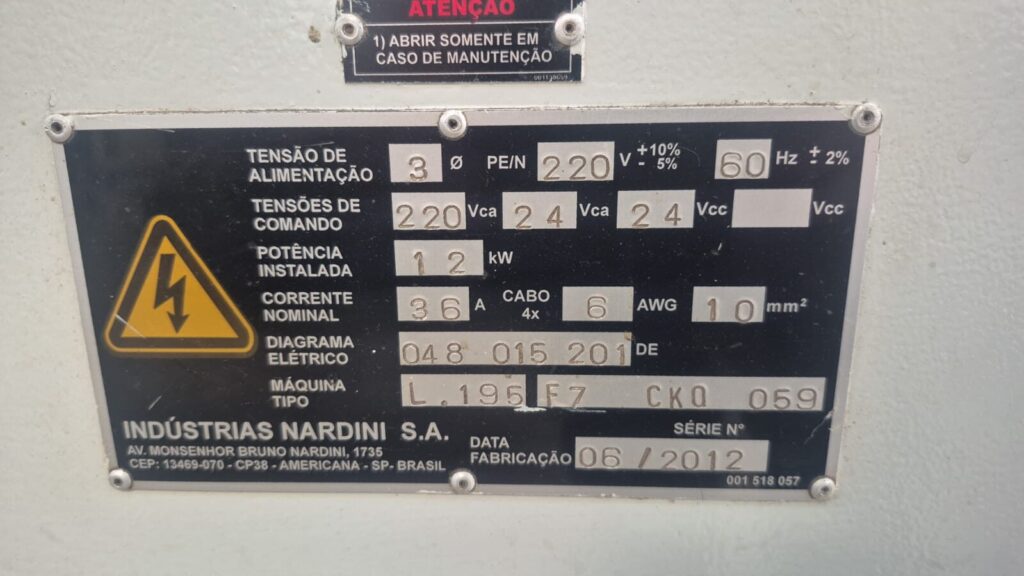 ATENÇÃO
1) ABRIR SOMENTE EM
CASO DE MANUTENÇÃO
TENSÃO DE
ALIMENTAÇÃO
3 Ø PE/N 220 V +10% - 5% 60 Hz ± 2%
TENSÕES DE
COMANDO
220 Vca 24 Vca 24 Vcc Vcc
POTÊNCIA
INSTALADA
12 kW
CORRENTE
NOMINAL
36 A CABO 4x 6 AWG 10 mm²
DIAGRAMA
ELÉTRICO
048 015 201 DE
MÁQUINA
TIPO
L.195 F7 CKO 059
INDÚSTRIAS NARDINI S.A.
SÉRIE N°
AV. MONSENHOR BRUNO NARDINI, 1735
CEP: 13469-070 - CP38 - AMERICANA - SP- BRASIL
DATA
FABRICAÇÃO
06/2012
001 518 057